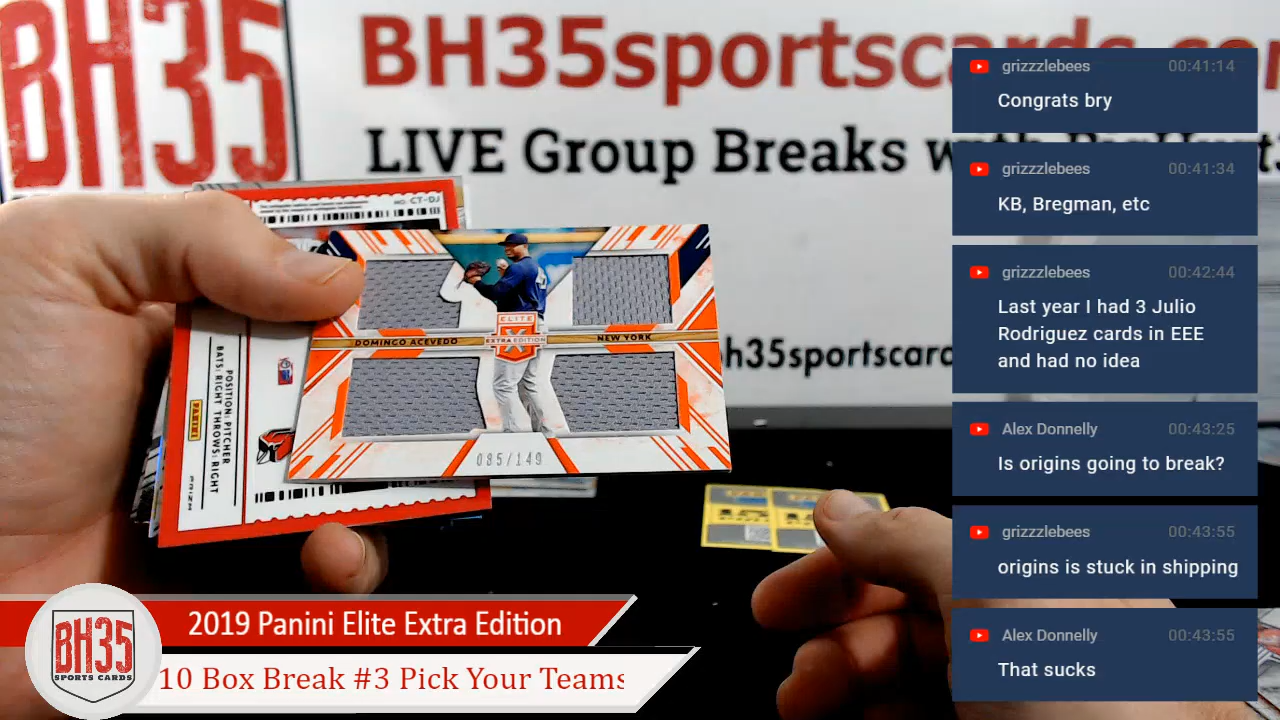 BH35
BH35sportscards.co
LIVE Group Breaks
h35sportscard
NO. CT-DJ
POSITION: PITCHER
BATS: RIGHT THROWS: RIGHT
PANINI
ELITE
EXTRA EDITION
DOMINGO ACEVEDO
NEW YORK
085/149
grizzzlebees 00:41:14
Congrats bry
grizzzlebees 00:41:34
KB, Bregman, etc
grizzzlebees 00:42:44
Last year I had 3 Julio
Rodriguez cards in EEE
and had no idea
Alex Donnelly 00:43:25
Is origins going to break?
grizzzlebees 00:43:55
origins is stuck in shipping
Alex Donnelly 00:43:55
That sucks
BH35
SPORTS CARDS
2019 Panini Elite Extra Edition
10 Box Break #3 Pick Your Teams